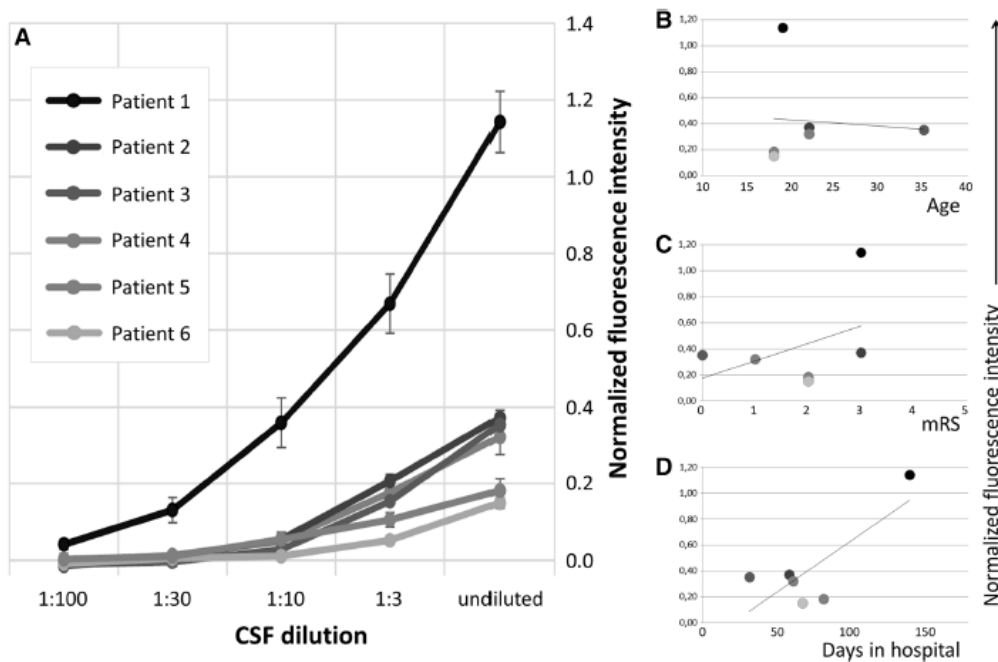 A
1.4
1.2
1.0
0.8
0.6
0.4
0.2
0.0
Normalized fluorescence intensity
Patient 1
Patient 2
Patient 3
Patient 4
Patient 5
Patient 6
1:100 1:30 1:10 1:3 undiluted
CSF dilution
B
1,20
1,00
0,80
0,60
0,40
0,20
0,00
10 15 20 25 30 35 40
Age
C
1,20
1,00
0,80
0,60
0,40
0,20
0,00
0 1 2 3 4 5
mRS
D
1,20
1,00
0,80
0,60
0,40
0,20
0,00
0 50 100 150
Days in hospital
Normalized fluorescence intensity